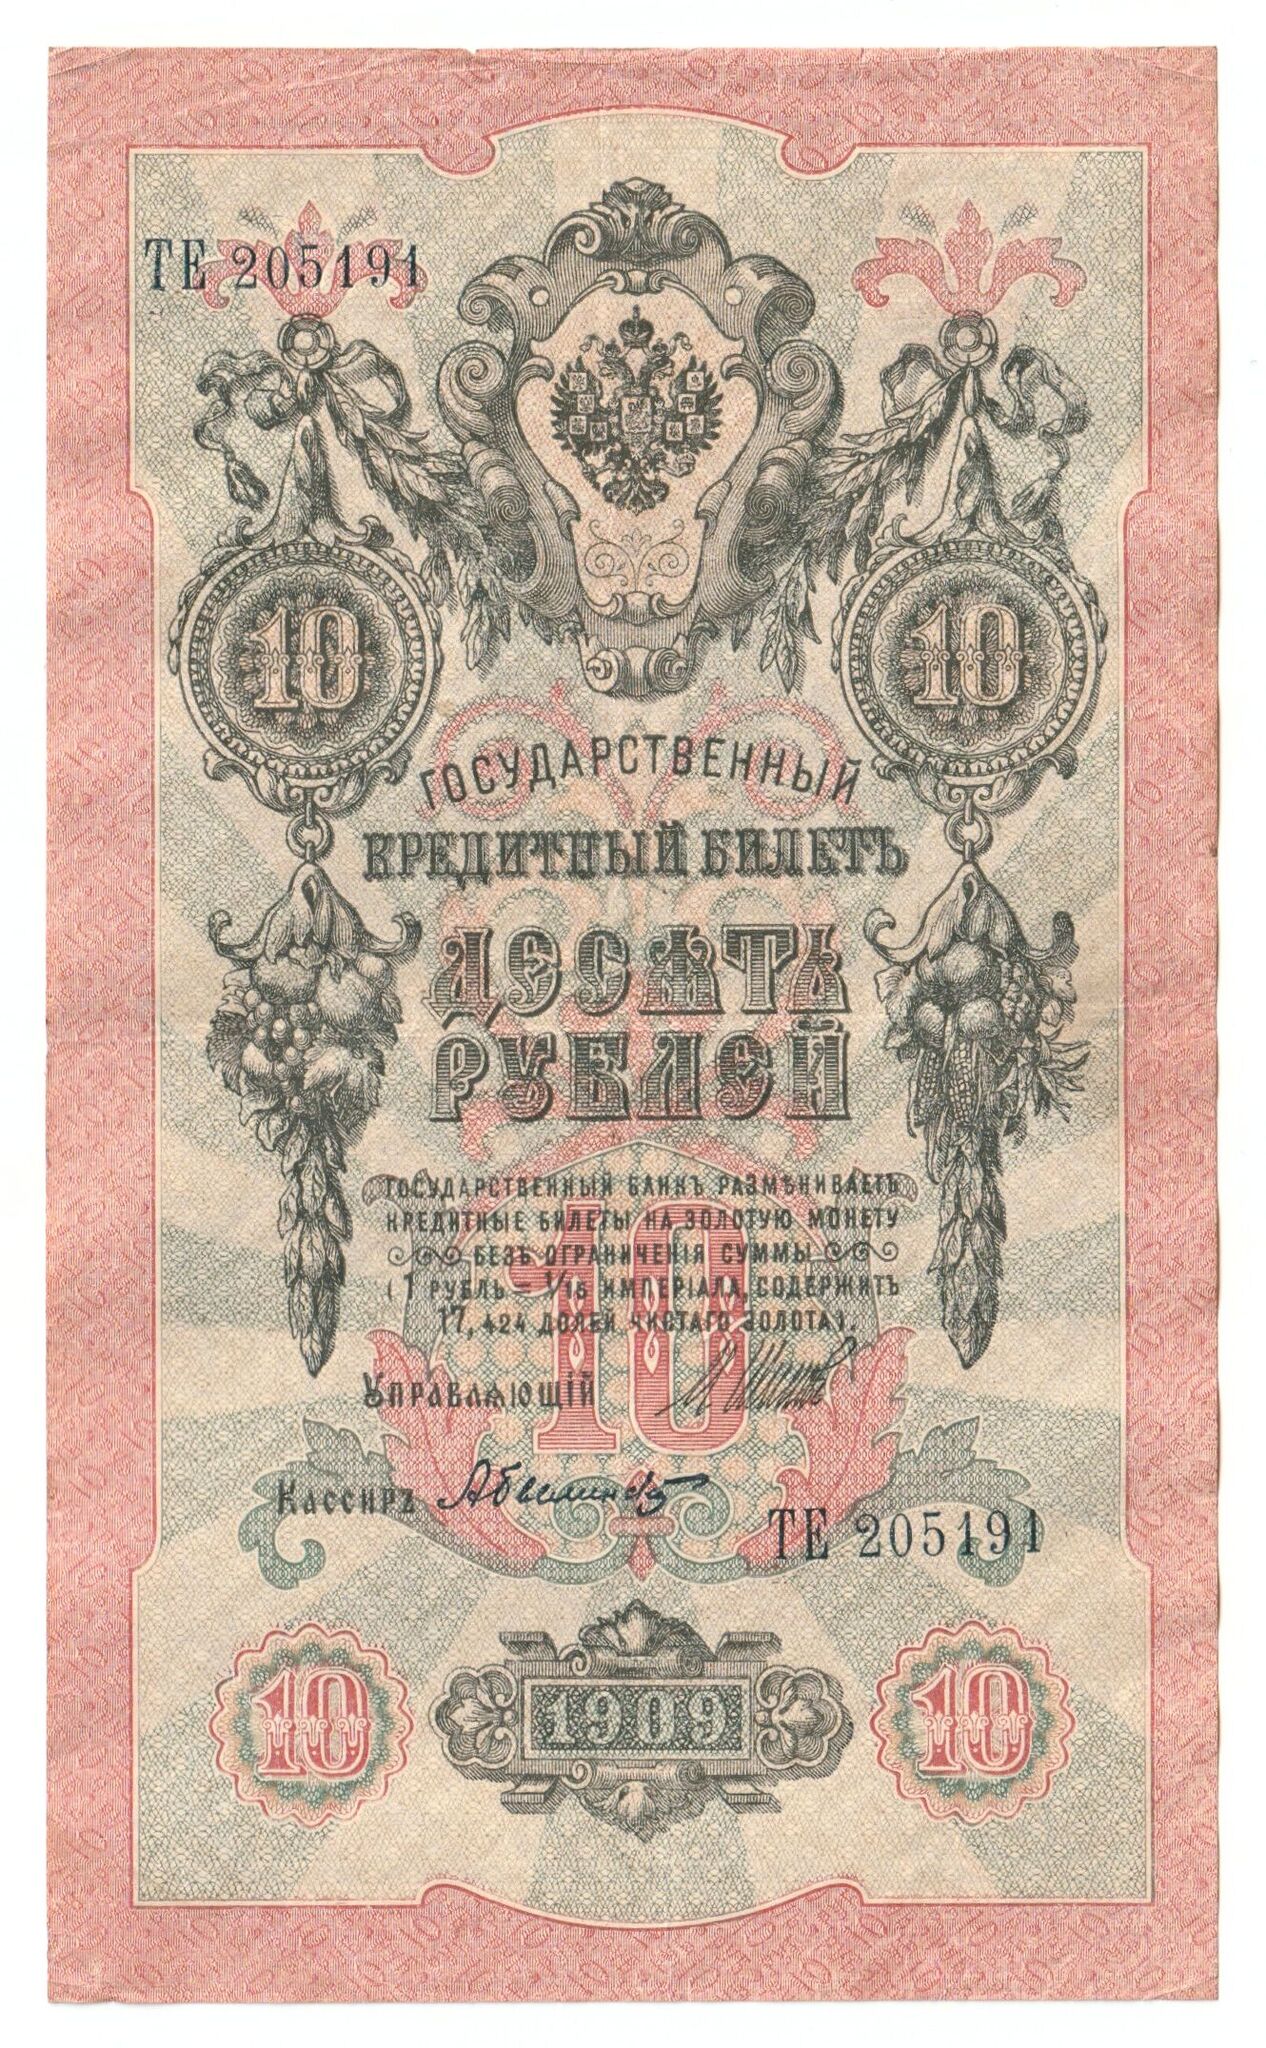 ТЕ 205191
10 10
ГОСУДАРСТВЕННЫЙ
КРЕДИТНЫЙ БИЛЕТЪ
ДЕСЯТЬ
РУБЛЕЙ
ГОСУДАРСТВЕННЫЙ БАНКЪ РАЗМѢНИВАЕТЪ
КРЕДИТНЫЕ БИЛЕТЫ НА ЗОЛОТУЮ МОНЕТУ
БЕЗЪ ОГРАНИЧЕНІЯ СУММЫ
(1 РУБЛЬ = 1/15 ИМПЕРІАЛА, СОДЕРЖИТЪ
17,424 ДОЛЕЙ ЧИСТАГО ЗОЛОТА).
10
УПРАВЛЯЮЩІЙ
КАССИРЪ
ТЕ 205191
10 1909 10